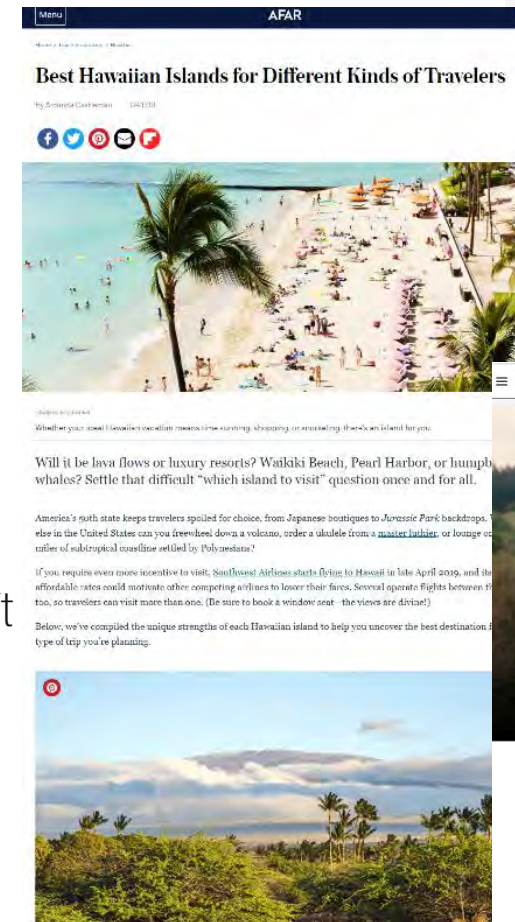 Menu
AFAR
Best Hawaiian Islands for Different Kinds of Travelers
Whether your ideal Hawaiian vacation means time sunning, shopping, or snorkeling, there's an island for you.
Will it be lava flows or luxury resorts? Waikiki Beach, Pearl Harbor, or humpb
whales? Settle that difficult “which island to visit” question once and for all.
America's 50th state keeps travelers spoiled for choice, from Japanese boutiques to Jurassic Park backdrops.
else in the United States can you freewheel down a volcano, order a ukulele from a master luthier, or lounge on
miles of subtropical coastline settled by Polynesians?
If you require even more incentive to visit, Southwest Airlines starts flying to Hawaii in late April 2019, and its
affordable rates could motivate other competing airlines to lower their fares. Several operate flights between
too, so travelers can visit more than one. (Be sure to book a window seat—the views are divine!)
Below, we've compiled the unique strengths of each Hawaiian island to help you uncover the best destination
type of trip you're planning.